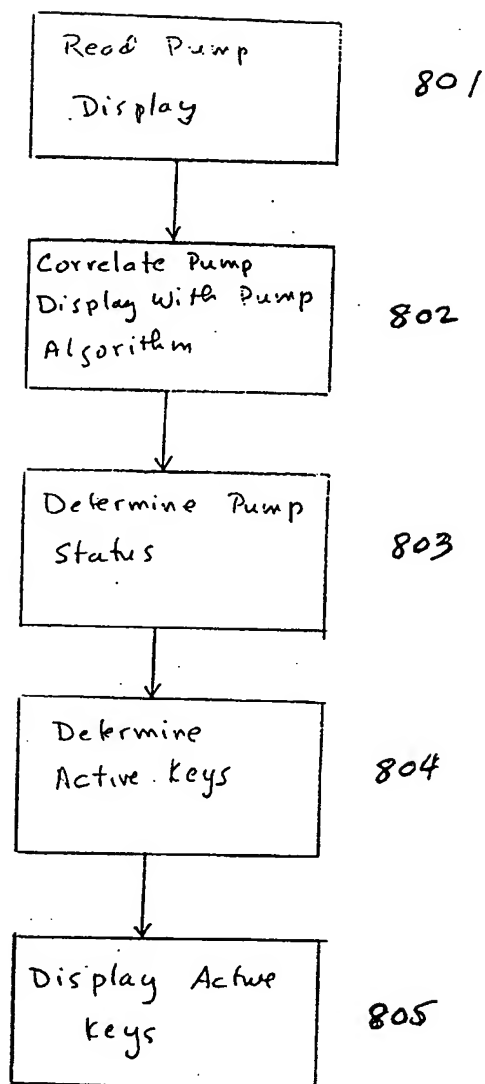 Read Pump
Display
801
Correlate Pump
Display with Pump
Algorithm
802
Determine Pump
Status
803
Determine
Active Keys
804
Display Active
Keys
805